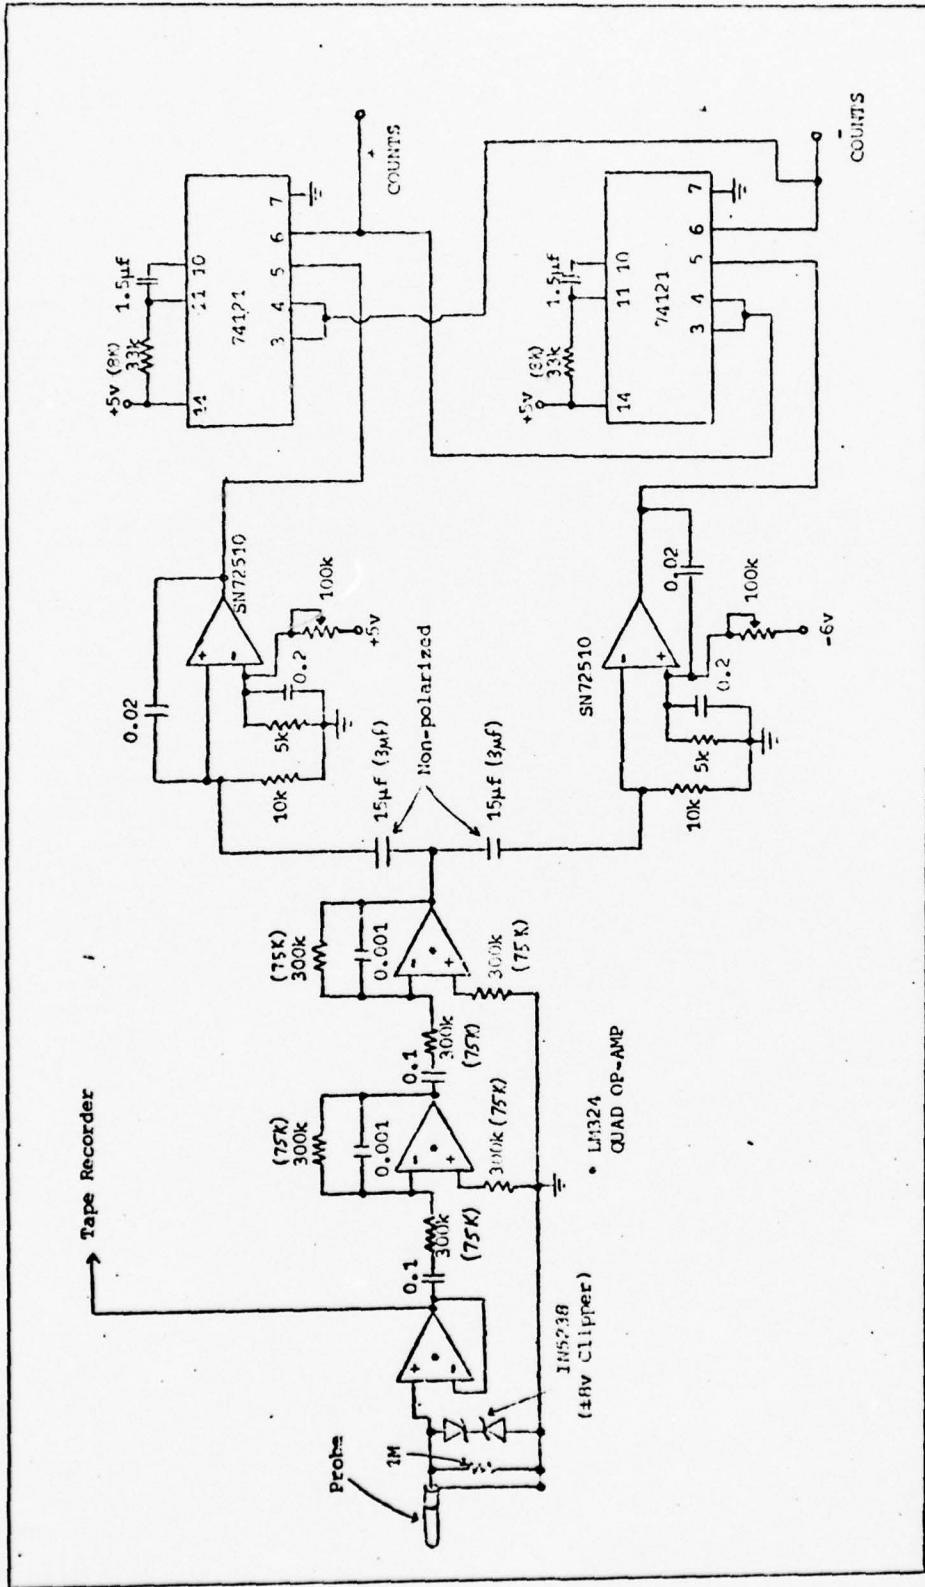 Probe
1M
1N5238
(±8v Clipper)
Tape Recorder
+
-
0.1
300k
(75K)
(75K)
300k
0.001
-
+
300k (75K)
0.1
300k
(75K)
(75K)
300k
0.001
-
+
300k
(75K)
• LM324
QUAD OP-AMP
15µf (3µf)
Non-polarized
15µf (3µf)
0.02
10k
5k
0.2
+
-
SN72510
100k
+5v
10k
5k
0.2
-
+
SN72510
0.02
100k
-6v
+5v
(8K)
33k
1.5µf
14
11
10
74121
3
4
5
6
7
+
COUNTS
+5v
(8K)
33k
1.5µf
14
11
10
74121
3
4
5
6
7
-
COUNTS